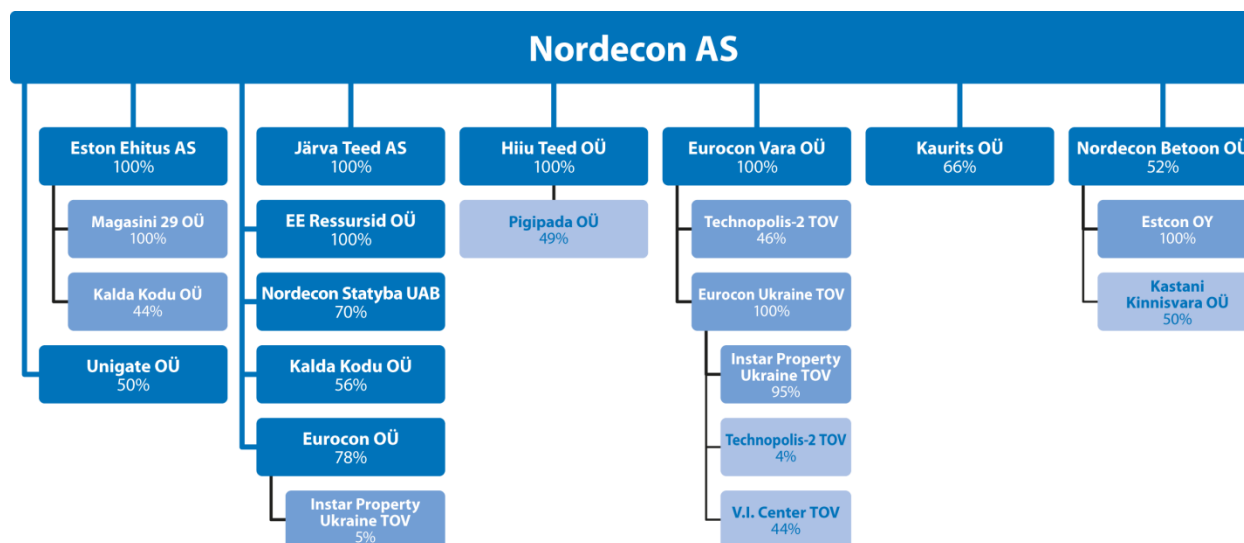 Nordecon AS
Eston Ehitus AS
100%
Magasini 29 OÜ
100%
Kalda Kodu OÜ
44%
Unigate OÜ
50%
Järva Teed AS
100%
EE Ressursid OÜ
100%
Nordecon Statyba UAB
70%
Kalda Kodu OÜ
56%
Eurocon OÜ
78%
Instar Property
Ukraine TOV
5%
Hiiu Teed OÜ
100%
Pigipada OÜ
49%
Eurocon Vara OÜ
100%
Technopolis-2 TOV
46%
Eurocon Ukraine TOV
100%
Instar Property
Ukraine TOV
95%
Technopolis-2 TOV
4%
V.I. Center TOV
44%
Kaurits OÜ
66%
Nordecon Betoon OÜ
52%
Estcon OY
100%
Kastani
Kinnisvara OÜ
50%